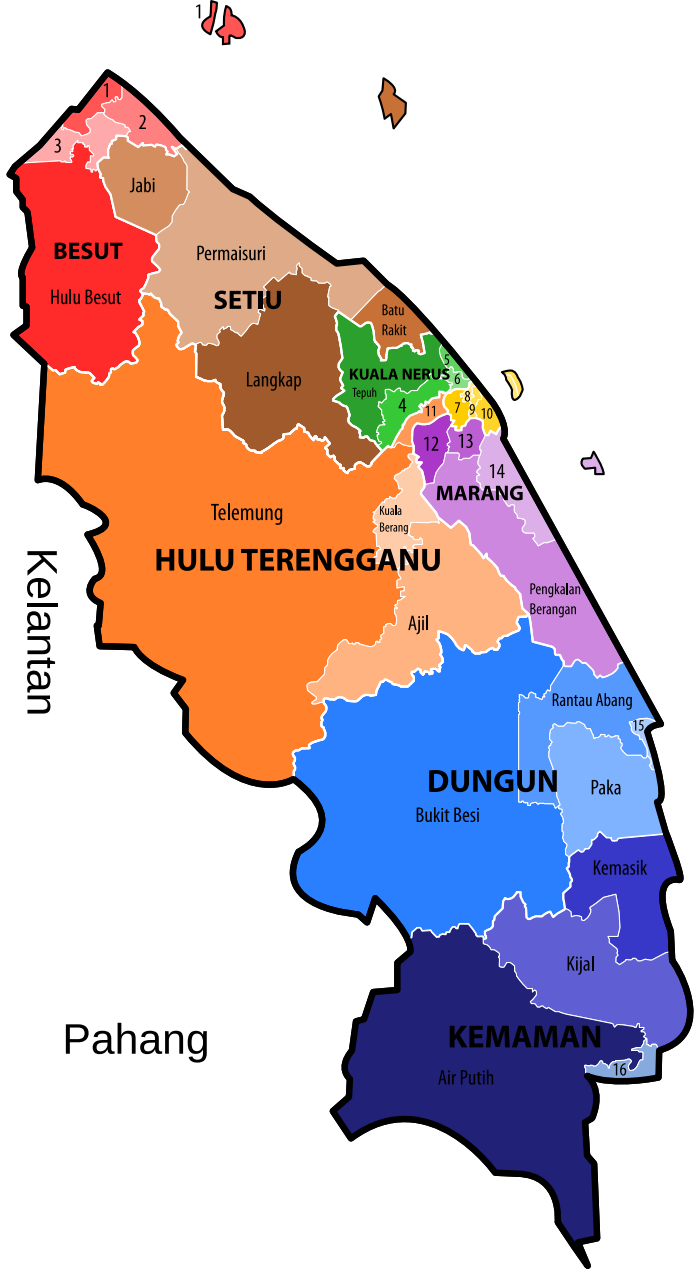 1
1
2
3
Jabi
BESUT
Permaisuri
Hulu Besut
SETIU
Batu
Rakit
5
KUALA NERUS
6
Langkap
Tepuh
8
4
11
7
9
10
12
13
14
MARANG
Telemung
Kuala
Berang
HULU TERENGGANU
Kelantan
Pengkalan
Berangan
Ajil
Rantau Abang
15
DUNGUN
Paka
Bukit Besi
Kemasik
Kijal
Pahang
KEMAMAN
16
Air Putih